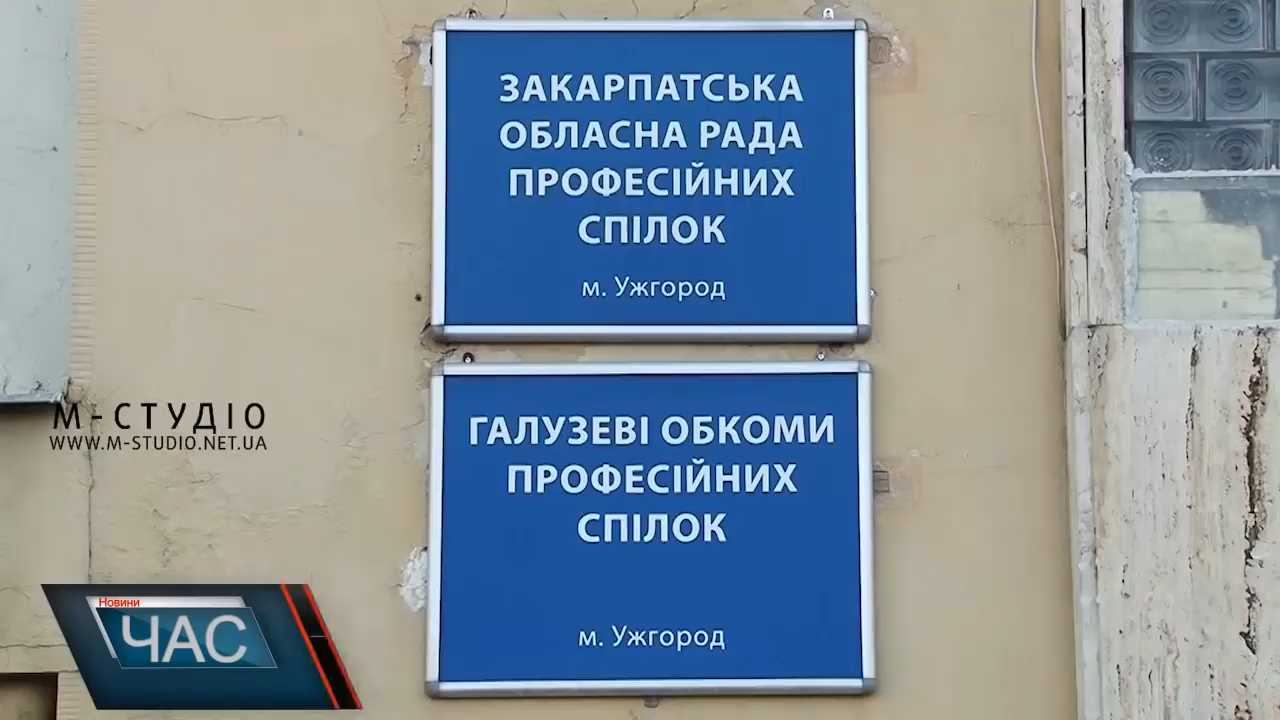 ЗАКАРПАТСЬКА
ОБЛАСНА РАДА
ПРОФЕСІЙНИХ
СПІЛОК
м. Ужгород
ГАЛУЗЕВІ ОБКОМИ
ПРОФЕСІЙНИХ
СПІЛОК
м. Ужгород
М-СТУДІО
WWW.M-STUDIO.NET.UA
Новини
ЧАС